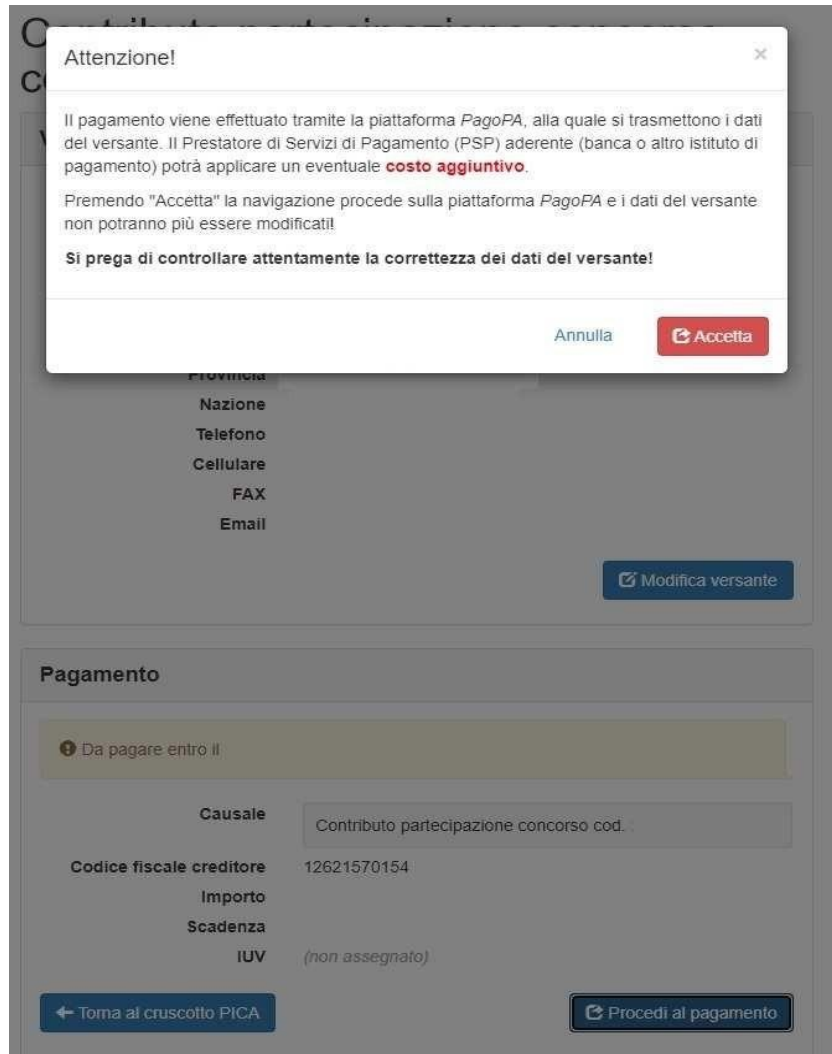 Attenzione!
×
Il pagamento viene effettuato tramite la piattaforma PagoPA, alla quale si trasmettono i dati
del versante. Il Prestatore di Servizi di Pagamento (PSP) aderente (banca o altro istituto di
pagamento) potrà applicare un eventuale costo aggiuntivo.
Premendo "Accetta" la navigazione procede sulla piattaforma PagoPA e i dati del versante
non potranno più essere modificati!
Si prega di controllare attentamente la correttezza dei dati del versante!
Annulla
Accetta
Provincia
Nazione
Telefono
Cellulare
FAX
Email
Modifica versante
Pagamento
Da pagare entro il
Causale
Contributo partecipazione concorso cod. :
Codice fiscale creditore 12621570154
Importo
Scadenza
IUV (non assegnato)
Torna al cruscotto PICA
Procedi al pagamento